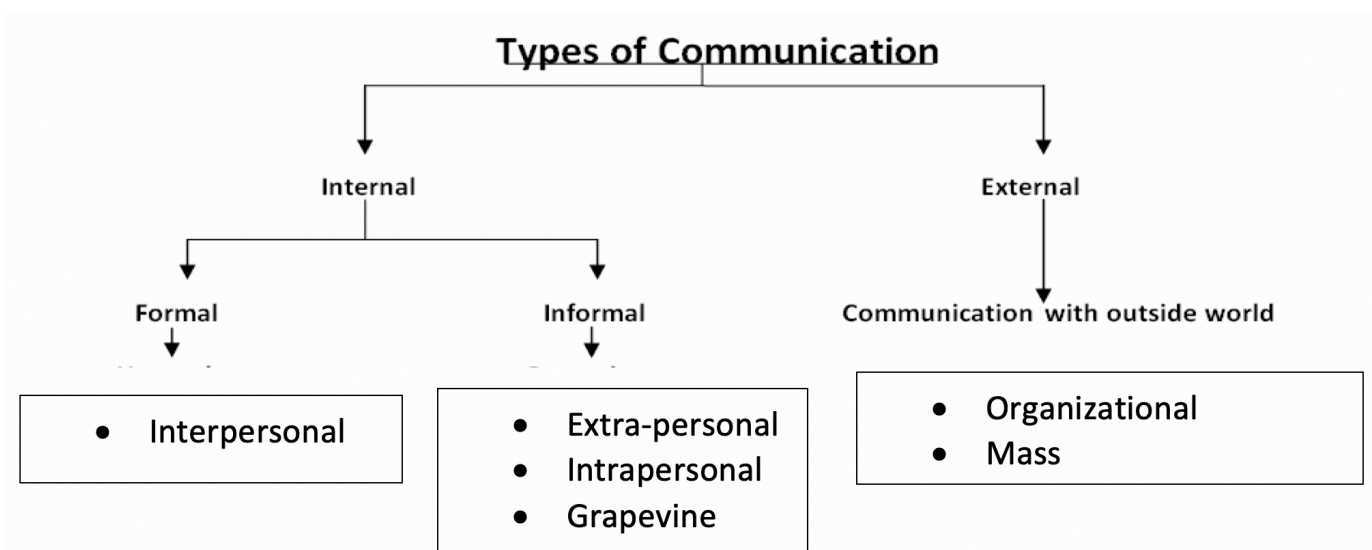 Types of Communication
Internal
External
Formal
Informal
Communication with outside world
• Interpersonal
• Extra-personal
• Intrapersonal
• Grapevine
• Organizational
• Mass